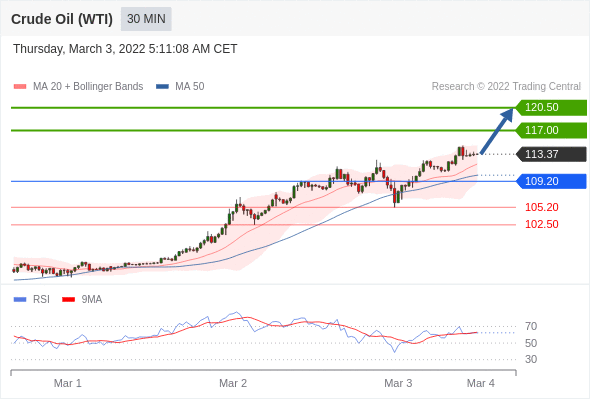 Crude Oil (WTI) 30 MIN
Thursday, March 3, 2022 5:11:08 AM CET
MA 20 + Bollinger Bands MA 50 Research © 2022 Trading Central
120.50
117.00
113.37
109.20
105.20
102.50
RSI 9MA
70
50
30
Mar 1 Mar 2 Mar 3 Mar 4